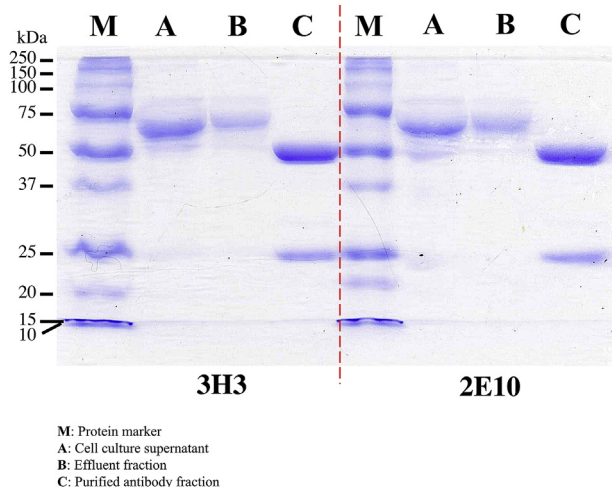 M A B C M A B C
kDa
250
150
100
75
50
37
25
20
15
10
3H3 2E10
M: Protein marker
A: Cell culture supernatant
B: Effluent fraction
C: Purified antibody fraction